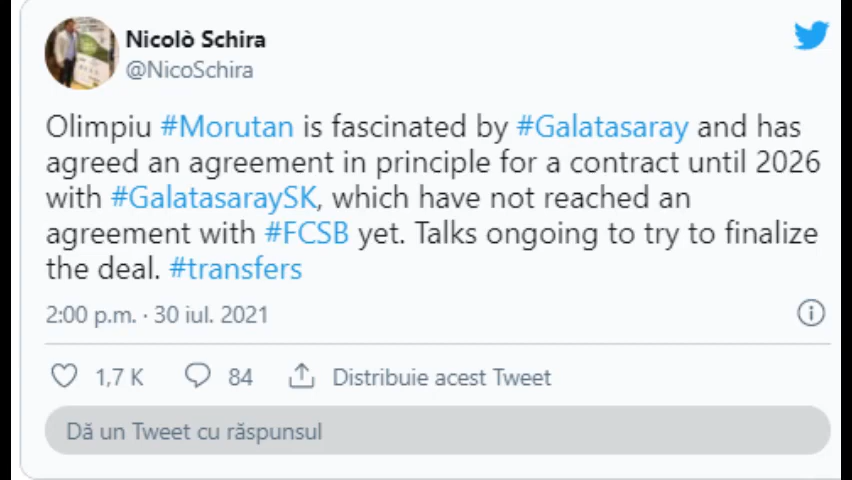 Nicolò Schira
@NicoSchira
Olimpiu #Morutan is fascinated by #Galatasaray and has
agreed an agreement in principle for a contract until 2026
with #GalatasaraySK, which have not reached an
agreement with #FCSB yet. Talks ongoing to try to finalize
the deal. #transfers
2:00 p.m. · 30 iul. 2021
1,7 K 84 Distribuie acest Tweet
Dă un Tweet cu răspunsul